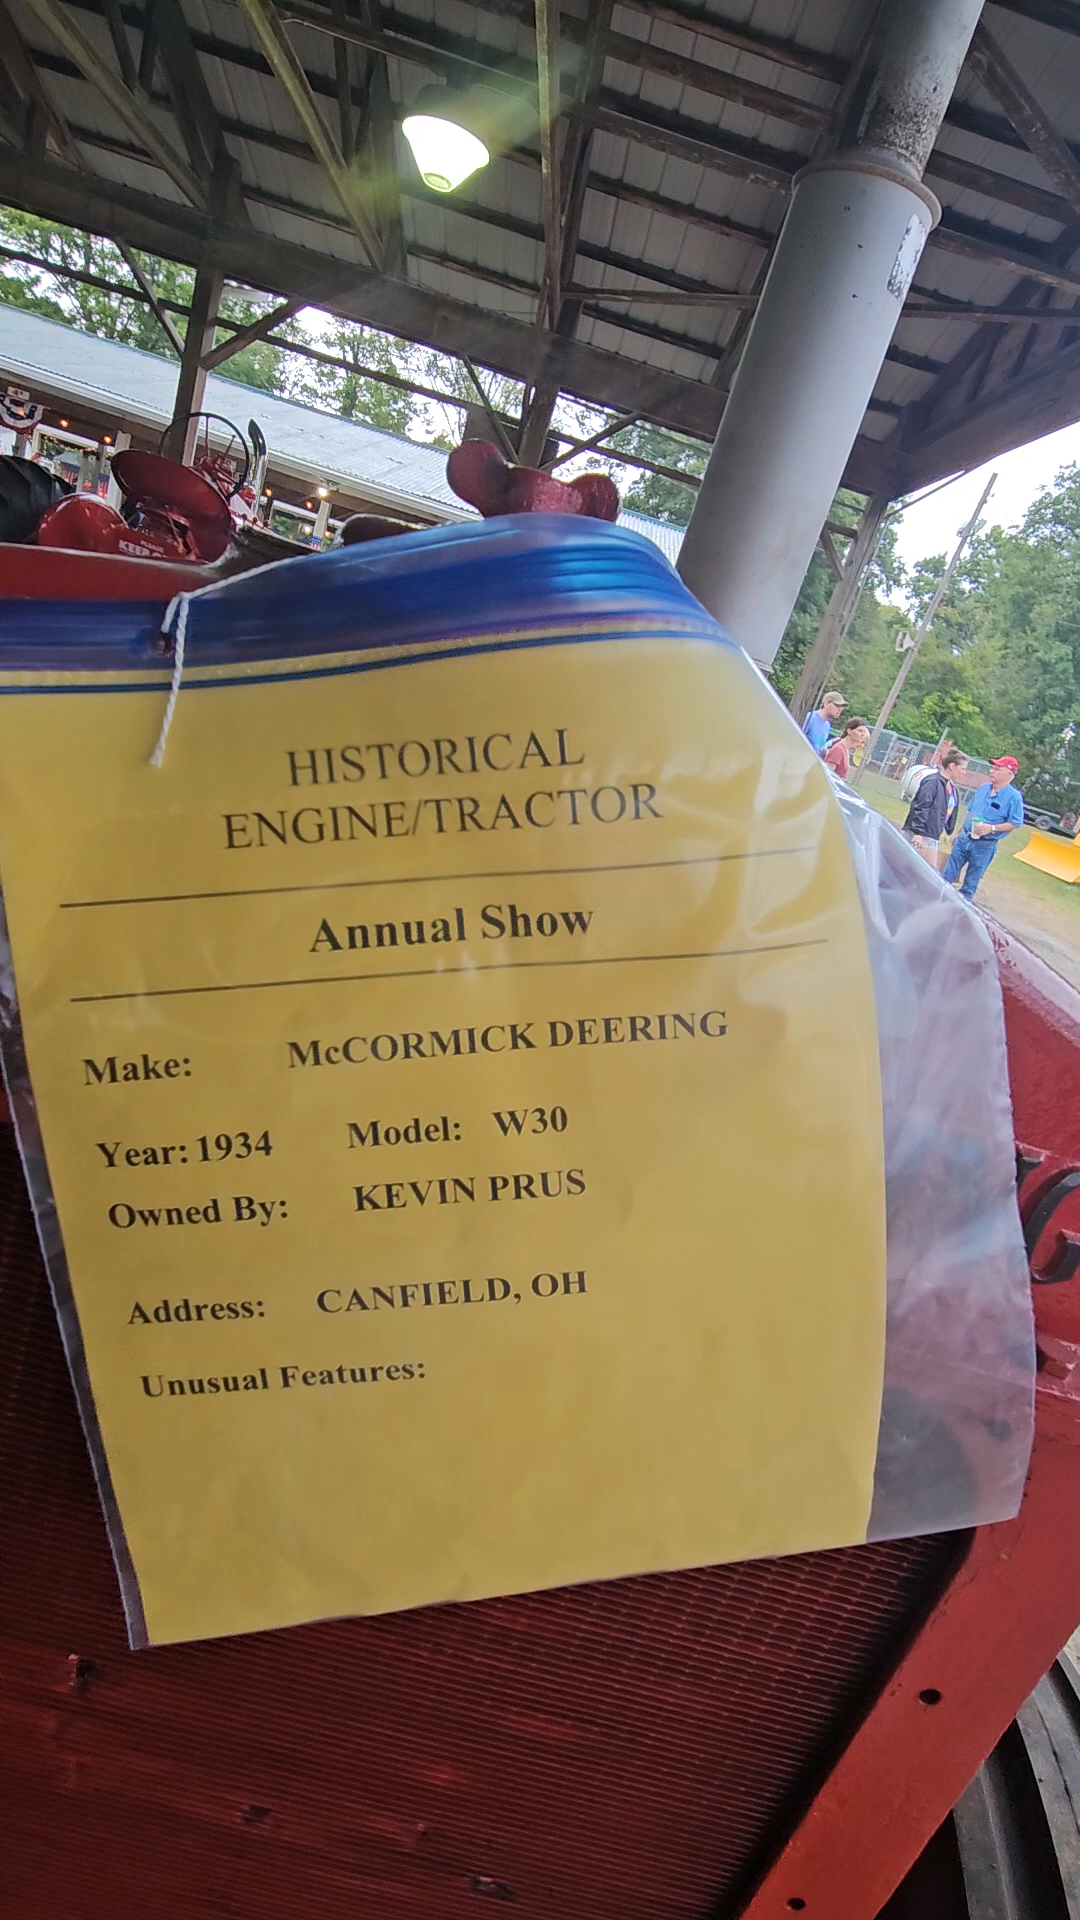 HISTORICAL
ENGINE/TRACTOR
Annual Show
Make: McCORMICK DEERING
Year: 1934 Model: W30
Owned By: KEVIN PRUS
Address: CANFIELD, OH
Unusual Features: